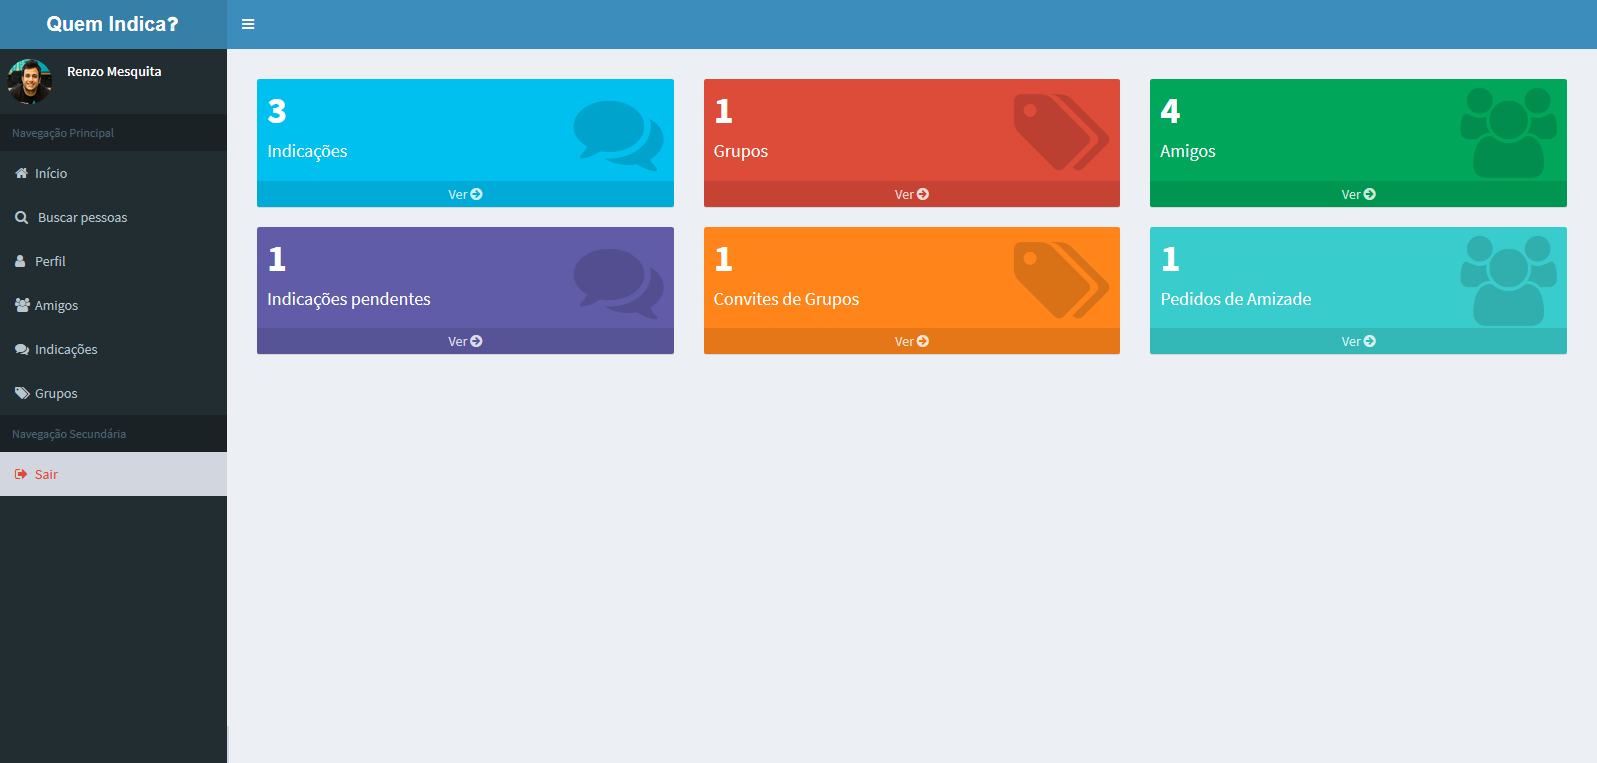 Quem Indica?
Renzo Mesquita
Navegação Principal
Início
Buscar pessoas
Perfil
Amigos
Indicações
Grupos
Navegação Secundária
Sair
3
Indicações
Ver
1
Grupos
Ver
4
Amigos
Ver
1
Indicações pendentes
Ver
1
Convites de Grupos
Ver
1
Pedidos de Amizade
Ver